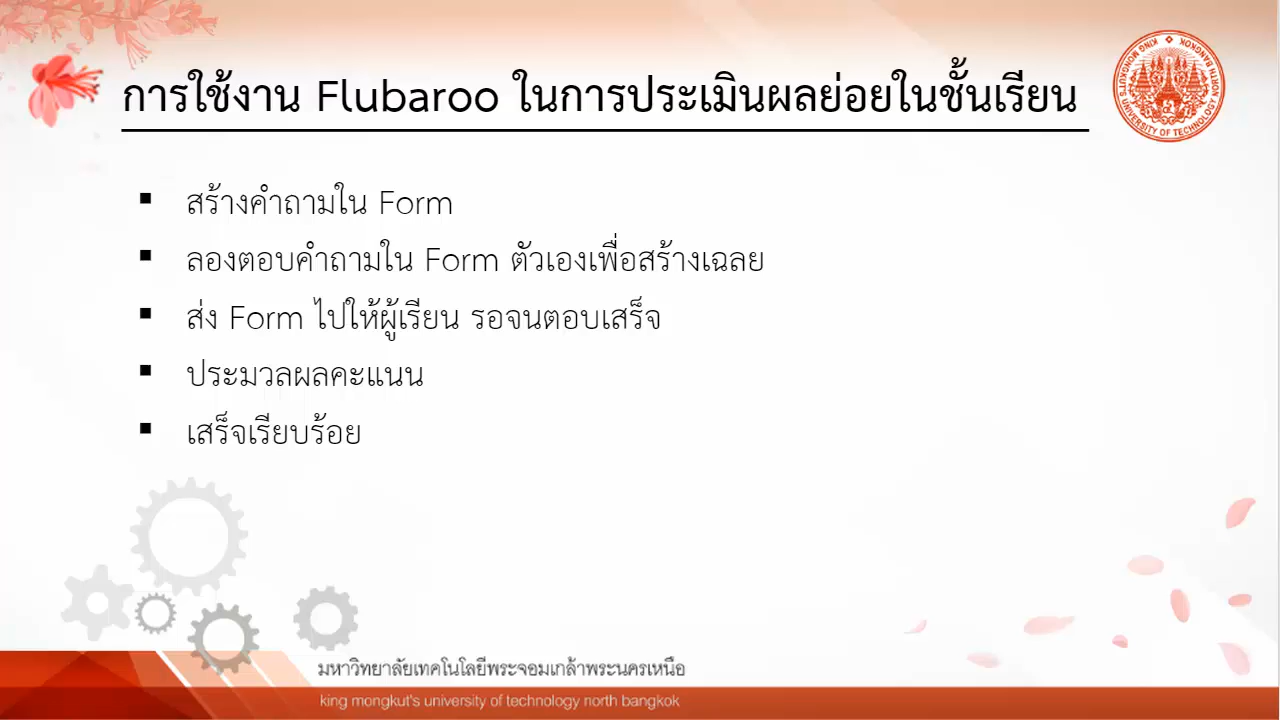 การใช้งาน Flubaroo ในการประเมินผลย่อยในชั้นเรียน
KING MONGKUT'S UNIVERSITY OF TECHNOLOGY NORTH BANGKOK
▪ สร้างคำถามใน Form
▪ ลองตอบคำถามใน Form ตัวเองเพื่อสร้างเฉลย
▪ ส่ง Form ไปให้ผู้เรียน รอจนตอบเสร็จ
▪ ประมวลผลคะแนน
▪ เสร็จเรียบร้อย
มหาวิทยาลัยเทคโนโลยีพระจอมเกล้าพระนครเหนือ
king mongkut's university of technology north bangkok